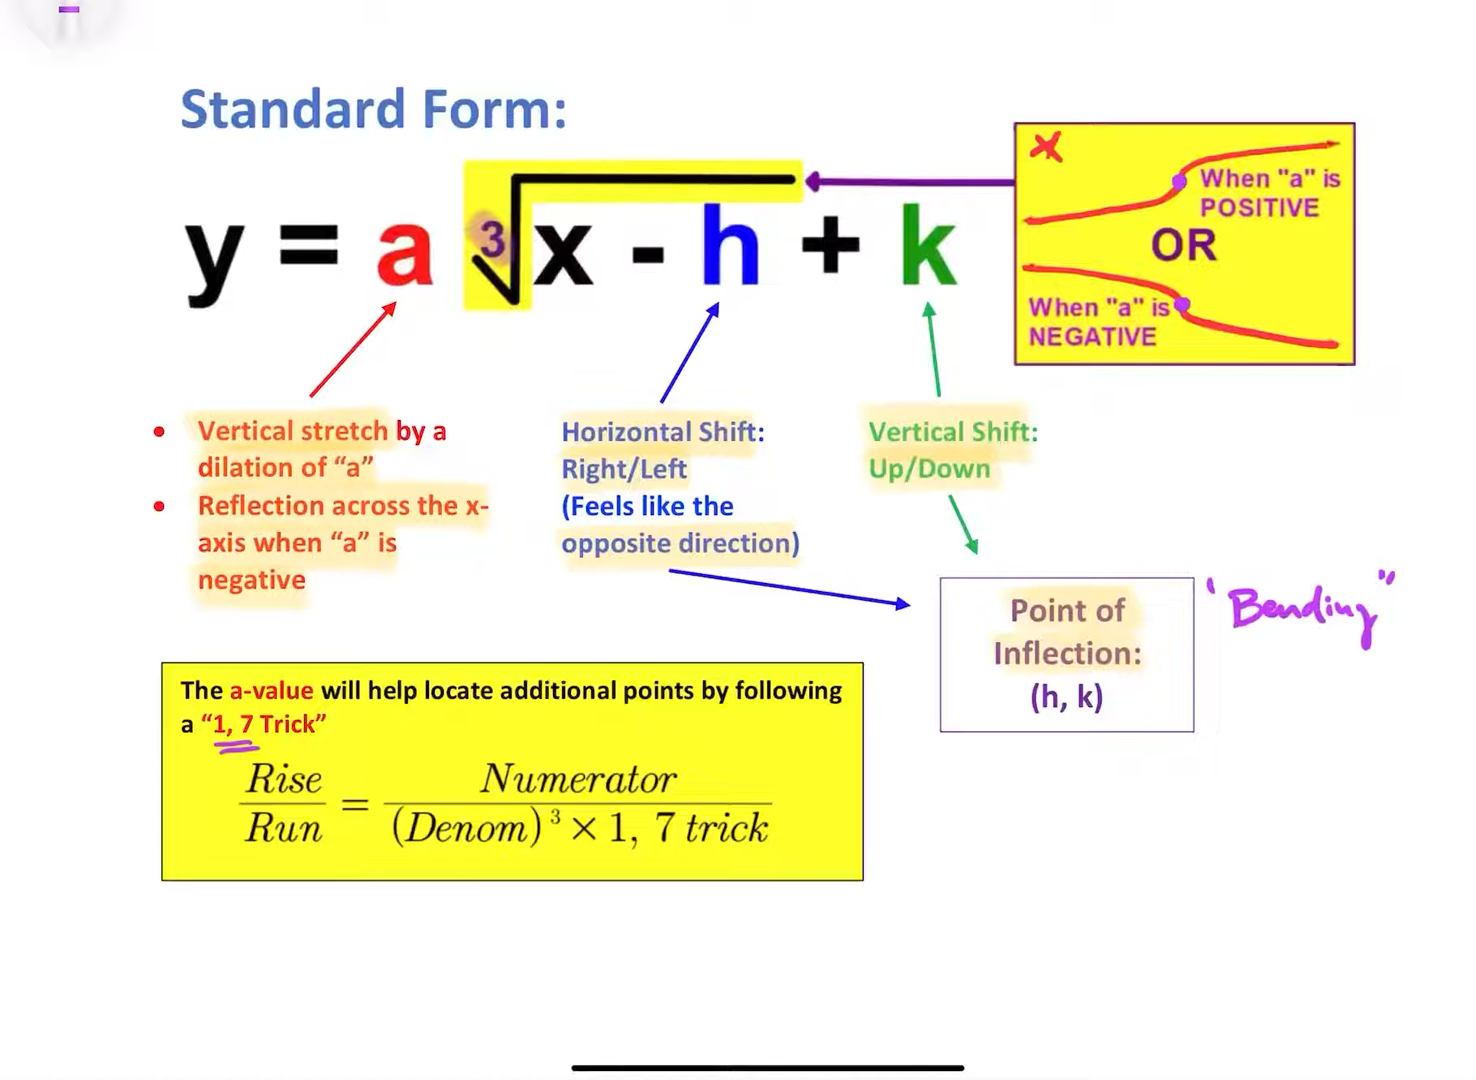 Standard Form:
y = a ∛x - h + k
When "a" is
POSITIVE
OR
When "a" is
NEGATIVE
• Vertical stretch by a
dilation of “a”
• Reflection across the x-
axis when “a” is
negative
Horizontal Shift:
Right/Left
(Feels like the
opposite direction)
Vertical Shift:
Up/Down
Point of
Inflection:
(h, k)
"Bending"
The a-value will help locate additional points by following
a “1, 7 Trick”
Rise Numerator
=
Run (Denom)³ × 1, 7 trick